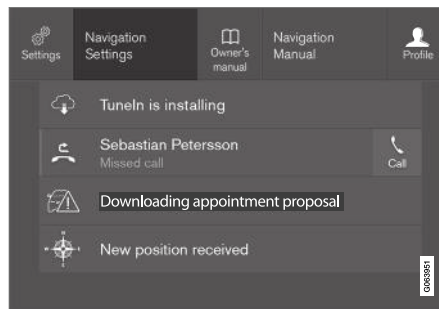 Settings
Navigation
Settings
Owner's
manual
Navigation
Manual
Profile
TuneIn is installing
Sebastian Petersson
Missed call
Call
Downloading appointment proposal
New position received
G063951